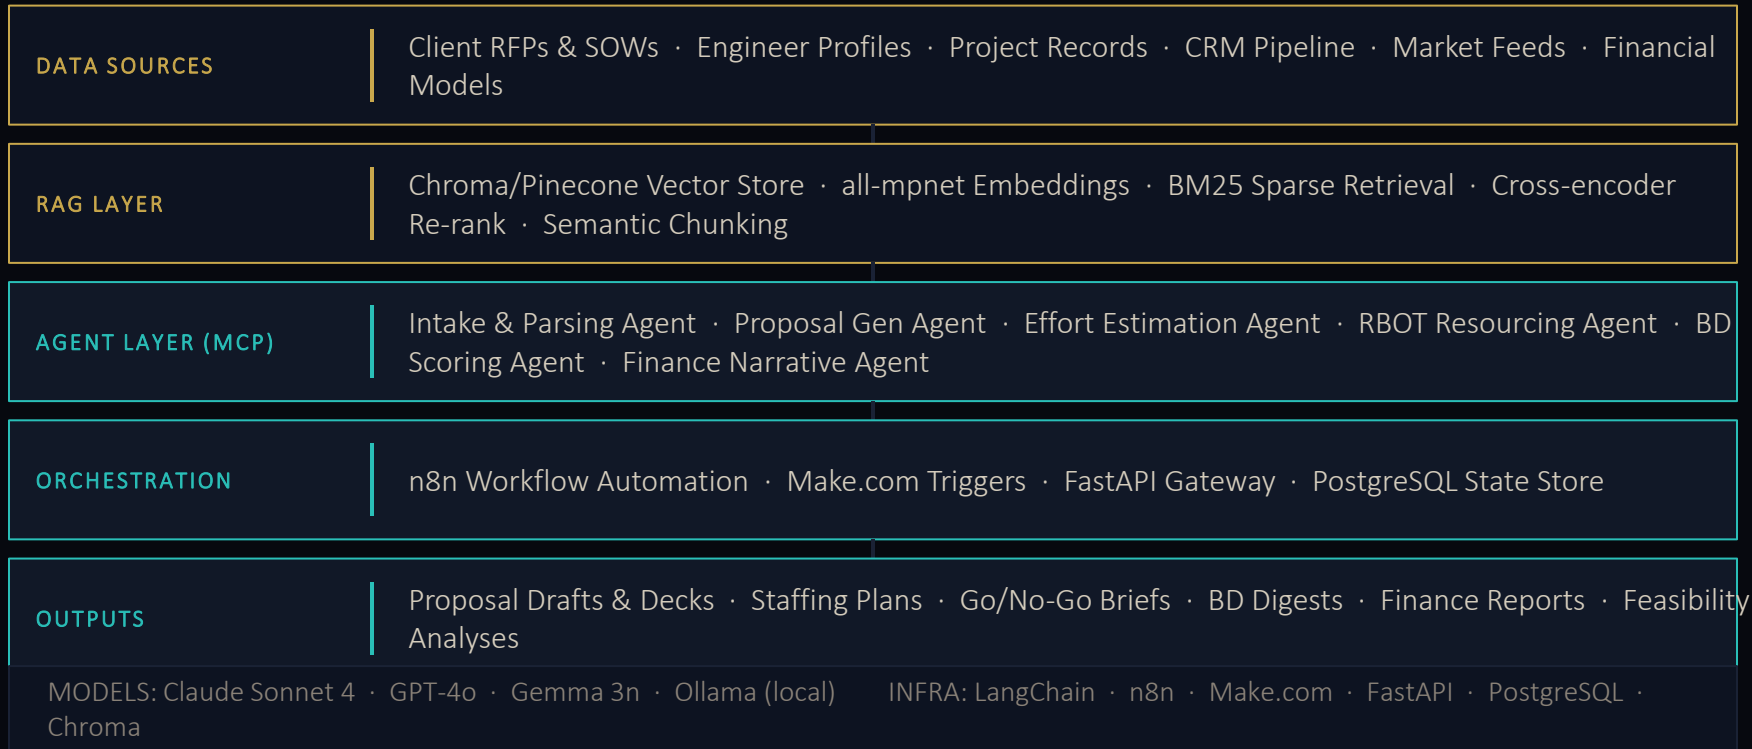 DATA SOURCES
Client RFPs & SOWs · Engineer Profiles · Project Records · CRM Pipeline · Market Feeds · Financial
Models
RAG LAYER
Chroma/Pinecone Vector Store · all-mpnet Embeddings · BM25 Sparse Retrieval · Cross-encoder
Re-rank · Semantic Chunking
AGENT LAYER (MCP)
Intake & Parsing Agent · Proposal Gen Agent · Effort Estimation Agent · RBOT Resourcing Agent · BD
Scoring Agent · Finance Narrative Agent
ORCHESTRATION
n8n Workflow Automation · Make.com Triggers · FastAPI Gateway · PostgreSQL State Store
OUTPUTS
Proposal Drafts & Decks · Staffing Plans · Go/No-Go Briefs · BD Digests · Finance Reports · Feasibility
Analyses
MODELS: Claude Sonnet 4 · GPT-4o · Gemma 3n · Ollama (local) INFRA: LangChain · n8n · Make.com · FastAPI · PostgreSQL ·
Chroma